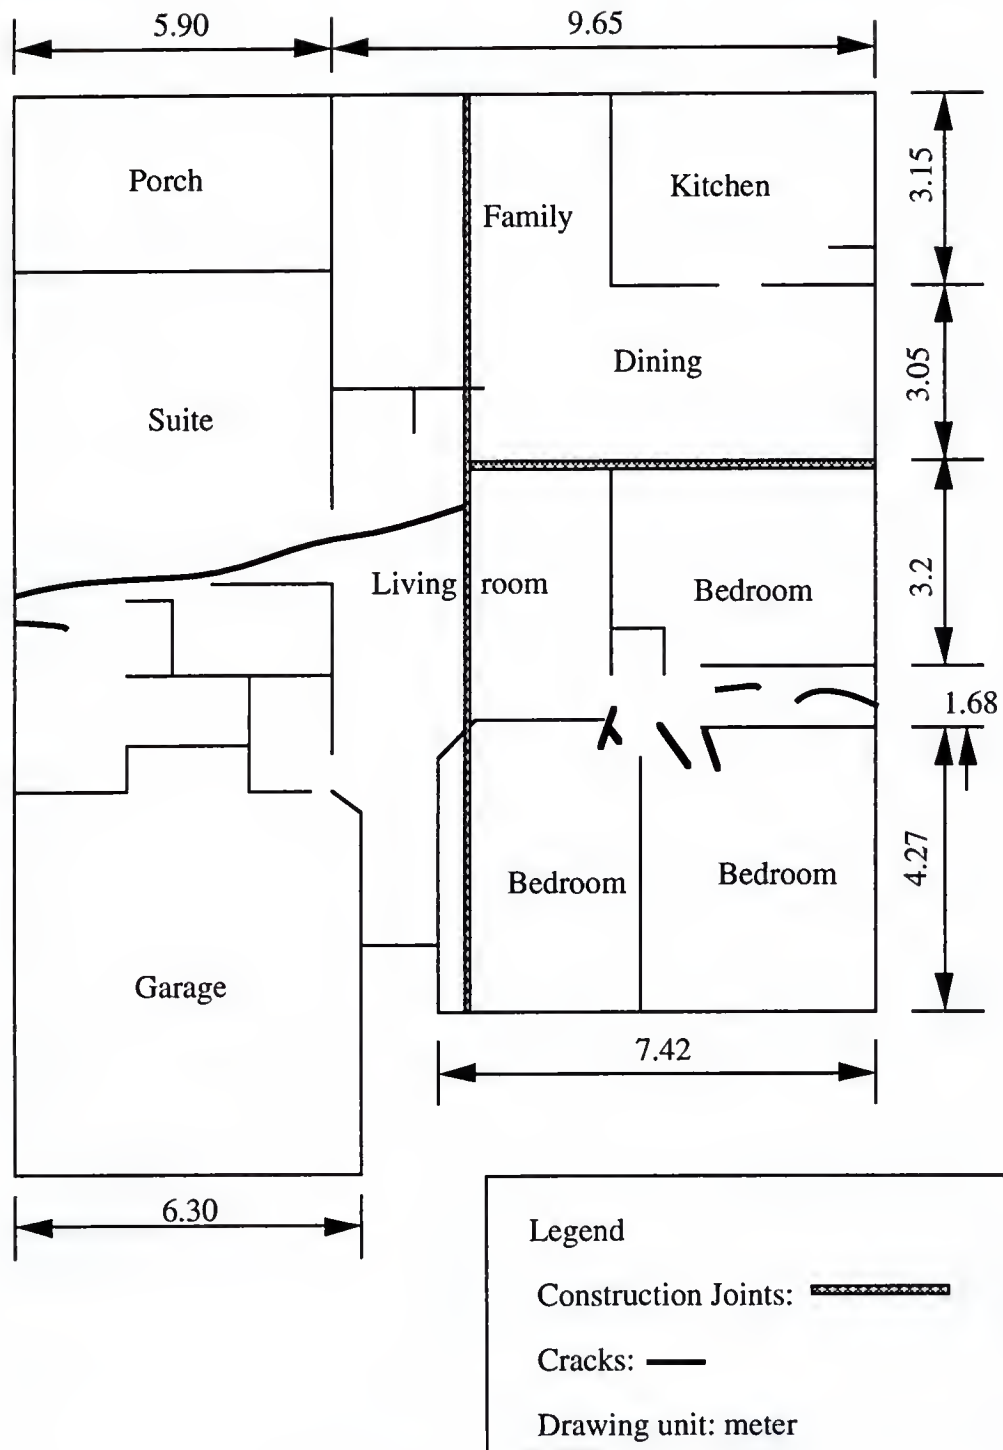 5.90
9.65
Porch
Kitchen
3.15
Family
Dining
3.05
Suite
Living room
Bedroom
3.2
1.68
Bedroom
Bedroom
4.27
Garage
7.42
6.30
Legend
Construction Joints:
Cracks:
Drawing unit: meter